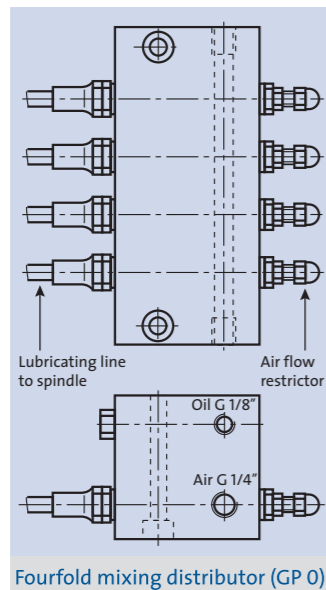 Lubricating line
to spindle
Air flow
restrictor
Oil G 1/8"
Air G 1/4"
Fourfold mixing distributor (GP 0)